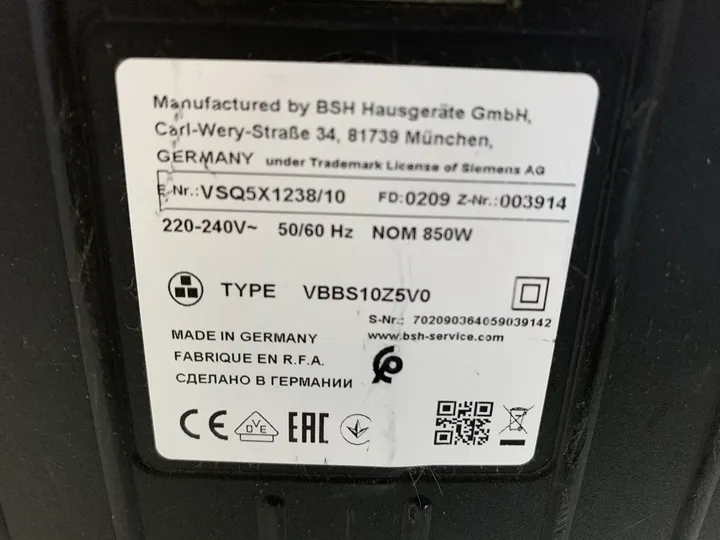 Manufactured by BSH Hausgeräte GmbH,
Carl-Wery-Straße 34, 81739 München,
GERMANY under Trademark License of Siemens AG
E-Nr.:VSQ5X1238/10 FD:0209 Z-Nr.:003914
220-240V~ 50/60 Hz NOM 850W
TYPE VBBS10Z5V0
S-Nr.: 702090364059039142
MADE IN GERMANY www.bsh-service.com
FABRIQUE EN R.F.A.
СДЕЛАНО В ГЕРМАНИИ
CE DVE EAC